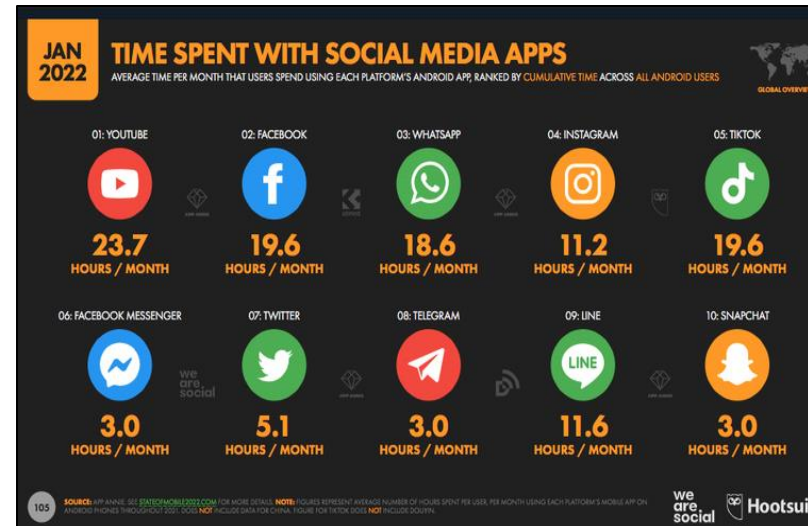 JAN
2022
TIME SPENT WITH SOCIAL MEDIA APPS
AVERAGE TIME PER MONTH THAT USERS SPEND USING EACH PLATFORM'S ANDROID APP, RANKED BY CUMULATIVE TIME ACROSS ALL ANDROID USERS
GLOBAL OVERVIE
01: YOUTUBE
02: FACEBOOK
03: WHATSAPP
04: INSTAGRAM
05: TIKTOK
23.7
19.6
18.6
11.2
19.6
HOURS / MONTH
HOURS / MONTH
HOURS / MONTH
HOURS / MONTH
HOURS / MONTH
06: FACEBOOK MESSENGER
07: TWITTER
08: TELEGRAM
09: LINE
10: SNAPCHAT
we
are.
social
LINE
3.0
5.1
3.0
11.6
3.0
HOURS / MONTH
HOURS / MONTH
HOURS / MONTH
HOURS / MONTH
HOURS / MONTH
105
SOURCE: APP ANNIE. SEE STATEOFMOBILE2022.COM FOR MORE DETAILS. NOTE: FIGURES REPRESENT AVERAGE NUMBER OF HOURS SPENT PER USER, PER MONTH USING EACH PLATFORM'S MOBILE APP ON
ANDROID PHONES THROUGHOUT 2021. DOES NOT INCLUDE DATA FOR CHINA. FIGURE FOR TIKTOK DOES NOT INCLUDE DOUYIN.
we
are.
social
Hootsui